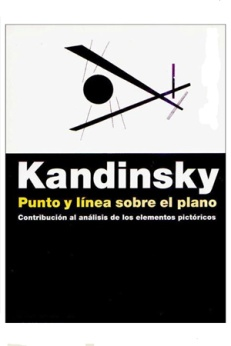 Kandinsky
Punto y línea sobre el plano
Contribución al análisis de los elementos pictóricos